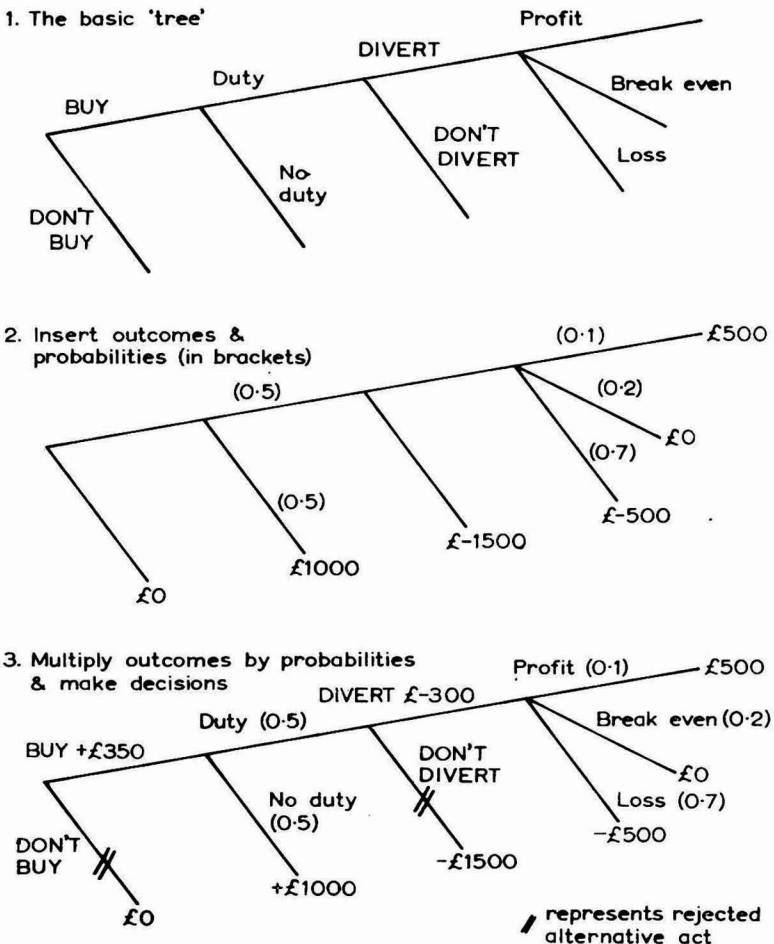 1. The basic 'tree'
Profit
DIVERT
Duty
BUY
Break even
DON'T
DIVERT
Loss
No
duty
DON'T
BUY
2. Insert outcomes &
probabilities (in brackets)
(0·1)
£500
(0·5)
(0·2)
£0
(0·7)
(0·5)
£-500
£-1500
£1000
£0
3. Multiply outcomes by probabilities
& make decisions
Profit (0·1)
£500
DIVERT £-300
Duty (0·5)
Break even (0·2)
BUY +£350
DON'T
DIVERT
£0
No duty
(0·5)
Loss (0·7)
-£500
DON'T
BUY
-£1500
+£1000
£0
represents rejected
alternative act